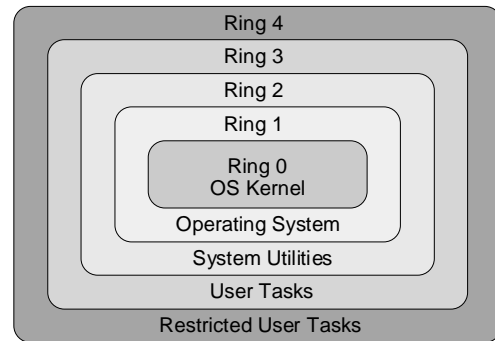 Ring 4
Ring 3
Ring 2
Ring 1
Ring 0
OS Kernel
Operating System
System Utilities
User Tasks
Restricted User Tasks